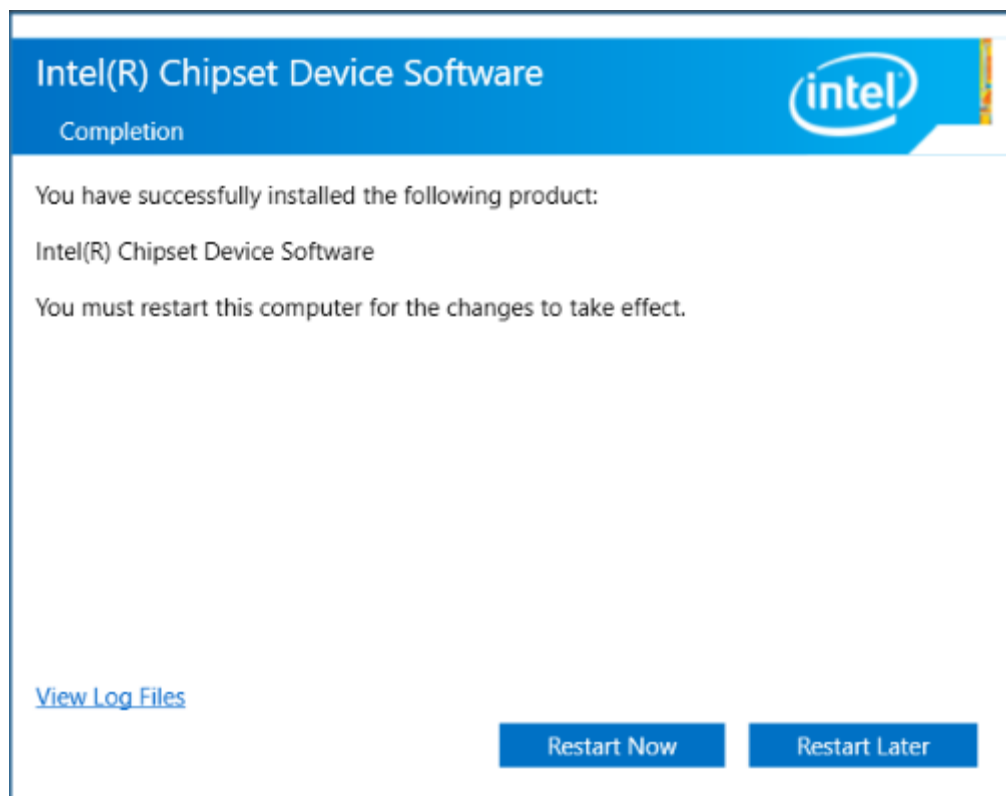 Intel(R) Chipset Device Software
intel
Completion
You have successfully installed the following product:
Intel(R) Chipset Device Software
You must restart this computer for the changes to take effect.
View Log Files
Restart Now
Restart Later